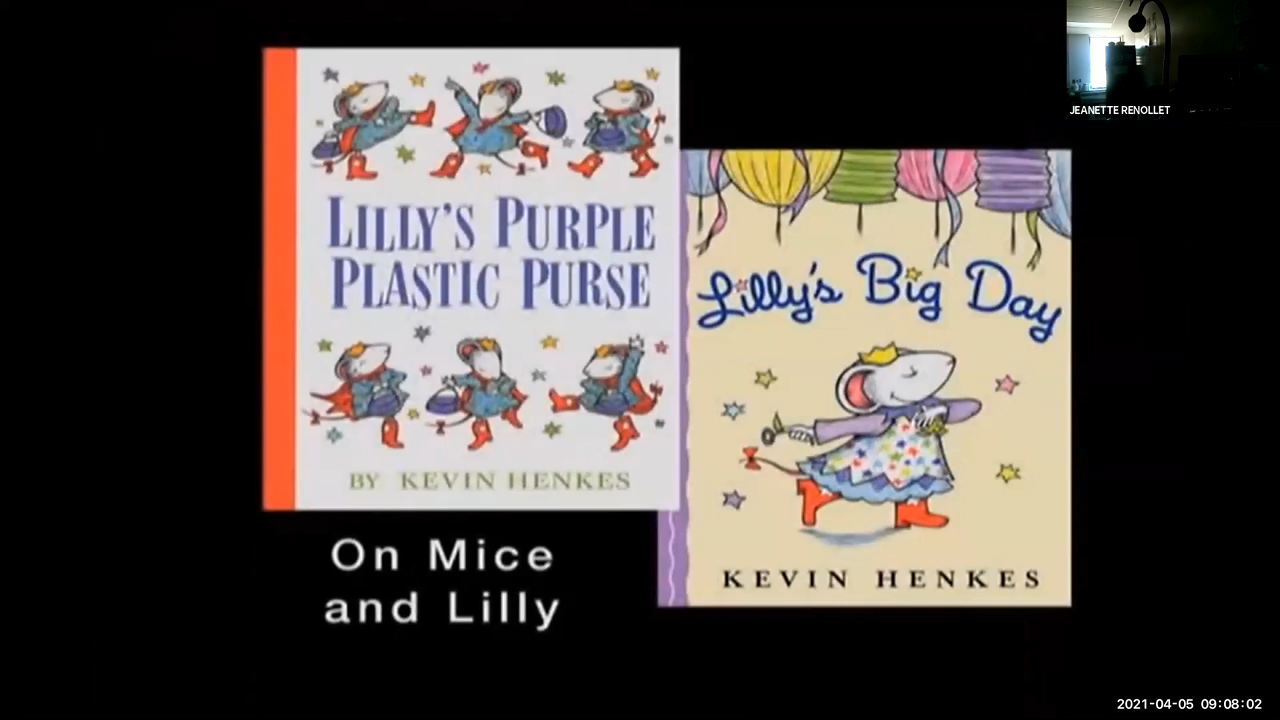 JEANETTE RENOLLET
LILLY'S PURPLE
PLASTIC PURSE
BY KEVIN HENKES
Lilly's Big Day
KEVIN HENKES
On Mice
and Lilly
2021-04-05 09:08:02